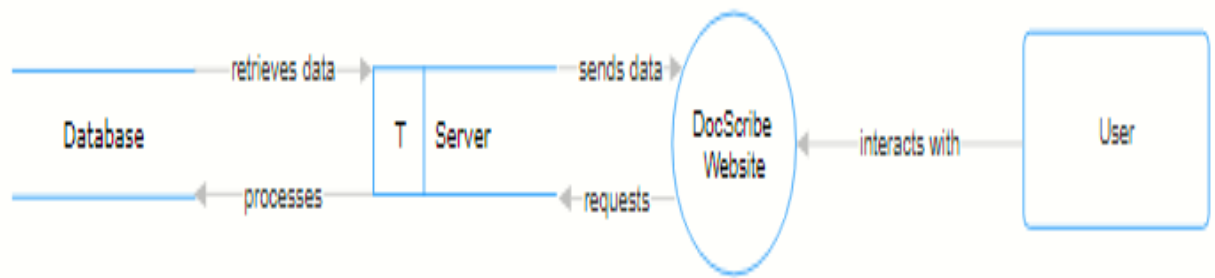 retrieves data
sends data
Database
T
Server
DocScribe
Website
interacts with
User
processes
requests